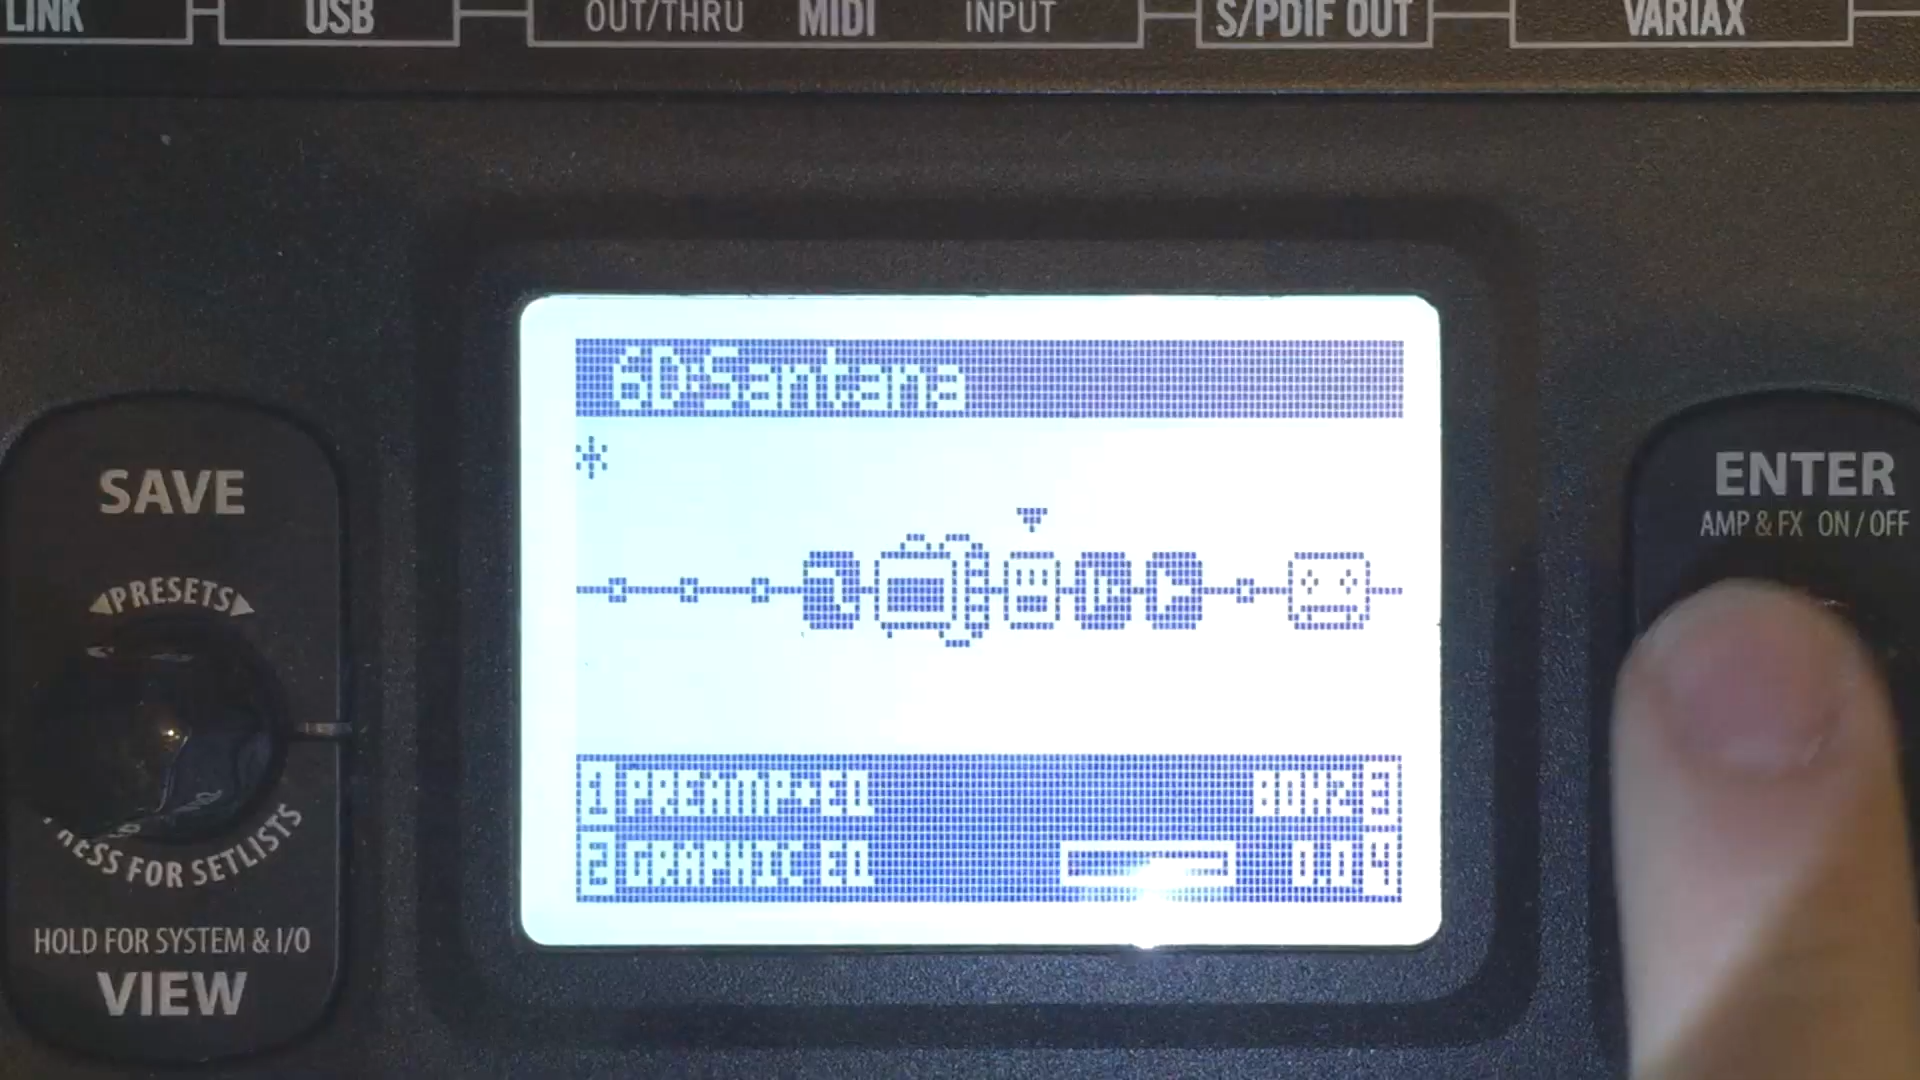 LINK USB OUT/THRU MIDI INPUT S/PDIF OUT VARIAX
6D:Santana
*
SAVE
PRESETS
PRESS FOR SETLISTS
HOLD FOR SYSTEM & I/O
VIEW
ENTER
AMP & FX ON / OFF
1 PREAMP+EQ 80HZ 3
2 GRAPHIC EQ 0.0 4